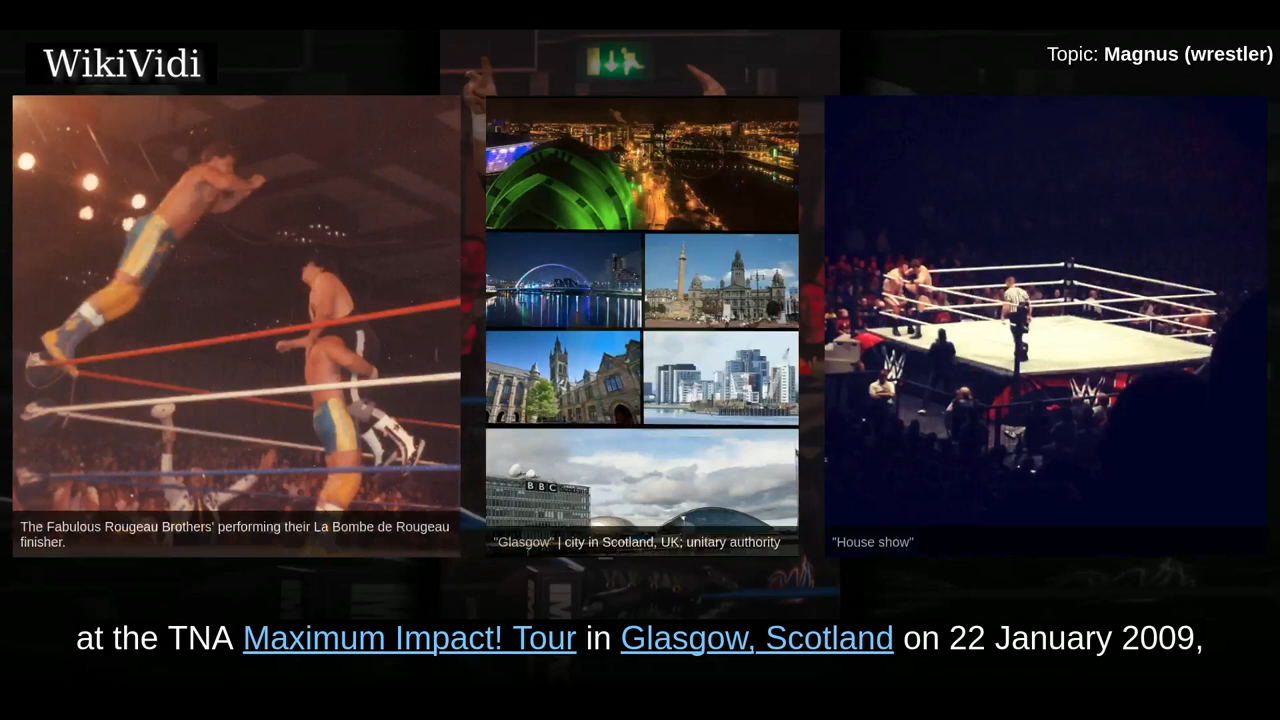 WikiVidi
Topic: Magnus (wrestler)
The Fabulous Rougeau Brothers' performing their La Bombe de Rougeau
finisher.
BBC
"Glasgow" | city in Scotland, UK; unitary authority
"House show"
at the TNA Maximum Impact! Tour in Glasgow, Scotland on 22 January 2009,